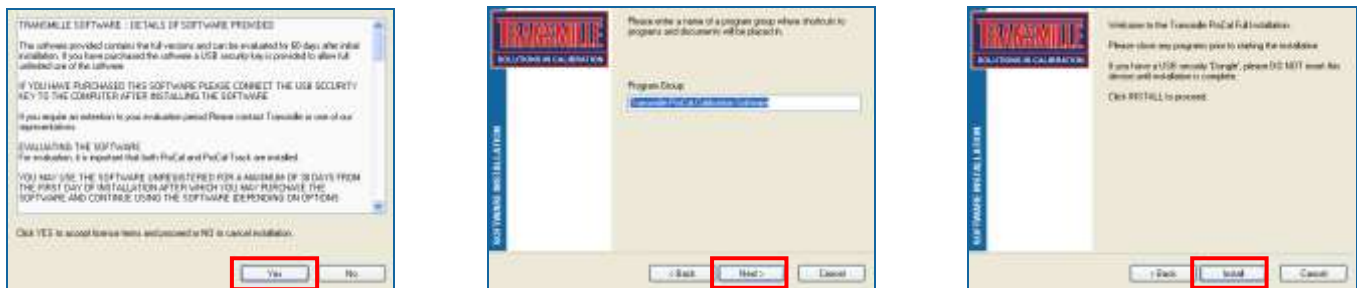 TRANSMILLE SOFTWARE : DETAILS OF SOFTWARE PROVIDED
The software provided contains the full versions and can be evaluated for 60 days after initial
installation. If you have purchased the software a USB security key is provided to allow full
unlimited use of the software
IF YOU HAVE PURCHASED THIS SOFTWARE PLEASE CONNECT THE USB SECURITY
KEY TO THE COMPUTER AFTER INSTALLING THE SOFTWARE
If you require an extention to your evaluation period Please contact Transmille or one of our
representatives.
EVALUATING THE SOFTWARE
For evaluation, it is important that both ProCal and ProCal Track are installed.
YOU MAY USE THE SOFTWARE UNREGISTERED FOR A MAXIMUM OF 30 DAYS FROM
THE FIRST DAY OF INSTALLATION AFTER WHICH YOU MAY PURCHASE THE
SOFTWARE AND CONTINUE USING THE SOFTWARE (DEPENDING ON OPTIONS
Click YES to accept licence terms and proceed or NO to cancel installation.
Yes
No
TRANSMILLE
SOLUTIONS IN CALIBRATION
SOFTWARE INSTALLATION
Please enter a name of a program group where shortcuts to
programs and documents will be placed in.
Program Group:
Transmille ProCal Calibration Software
< Back
Next >
Cancel
TRANSMILLE
SOLUTIONS IN CALIBRATION
SOFTWARE INSTALLATION
Welcome to the Transmille ProCal Full Installation.
Please close any programs prior to starting the installation
If you have a USB security 'Dongle', please DO NOT insert this
device until installation is complete.
Click INSTALL to proceed.
< Back
Install
Cancel